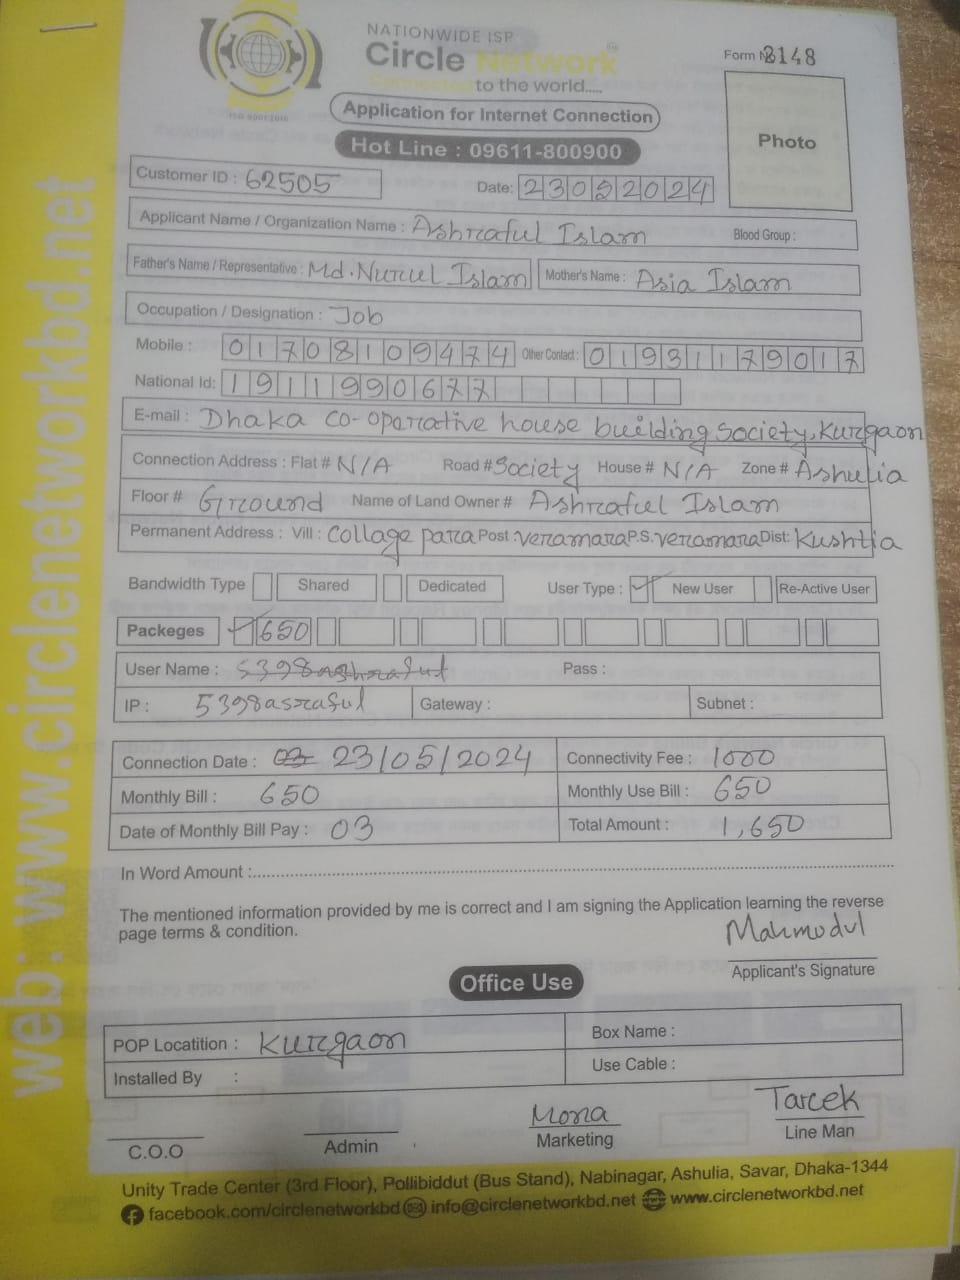 NATIONWIDE ISP
Circle Network
Connected to the world.....
ISO 9001:2015
Form No 3148
Application for Internet Connection
Hot Line : 09611-800900
Photo
Customer ID : 62505
Date: 23052024
Applicant Name / Organization Name : Ashraful Islam Blood Group :
Father's Name / Representative : Md. Nurul Islam Mother's Name : Asia Islam
Occupation / Designation : Job
Mobile : 01708109474 Other Contact : 01931179017
National Id: 1911990677
E-mail : Dhaka co-operative house building Society, Kurgaon
Connection Address : Flat # N/A Road # Society House # N/A Zone # Ashulia
Floor # Ground Name of Land Owner # Ashraful Islam
Permanent Address : Vill : Collage para Post veramara P.S. veramara Dist: Kushtia
Bandwidth Type Shared Dedicated User Type : New User Re-Active User
Packeges 650
User Name : 5398ashraful Pass :
IP : 5398asraful Gateway : Subnet :
Connection Date : 03 23/05/2024 Connectivity Fee : 1000
Monthly Bill : 650 Monthly Use Bill : 650
Date of Monthly Bill Pay : 03 Total Amount : 1,650
In Word Amount :
The mentioned information provided by me is correct and I am signing the Application learning the reverse
page terms & condition.
Mahmodul
Applicant's Signature
Office Use
POP Locatition : Kurgaon Box Name :
Installed By : Use Cable :
C.O.O
Admin
Mona
Marketing
Tareek
Line Man
Unity Trade Center (3rd Floor), Pollibiddut (Bus Stand), Nabinagar, Ashulia, Savar, Dhaka-1344
facebook.com/circlenetworkbd info@circlenetworkbd.net www.circlenetworkbd.net
web: www.circlenetworkbd.net